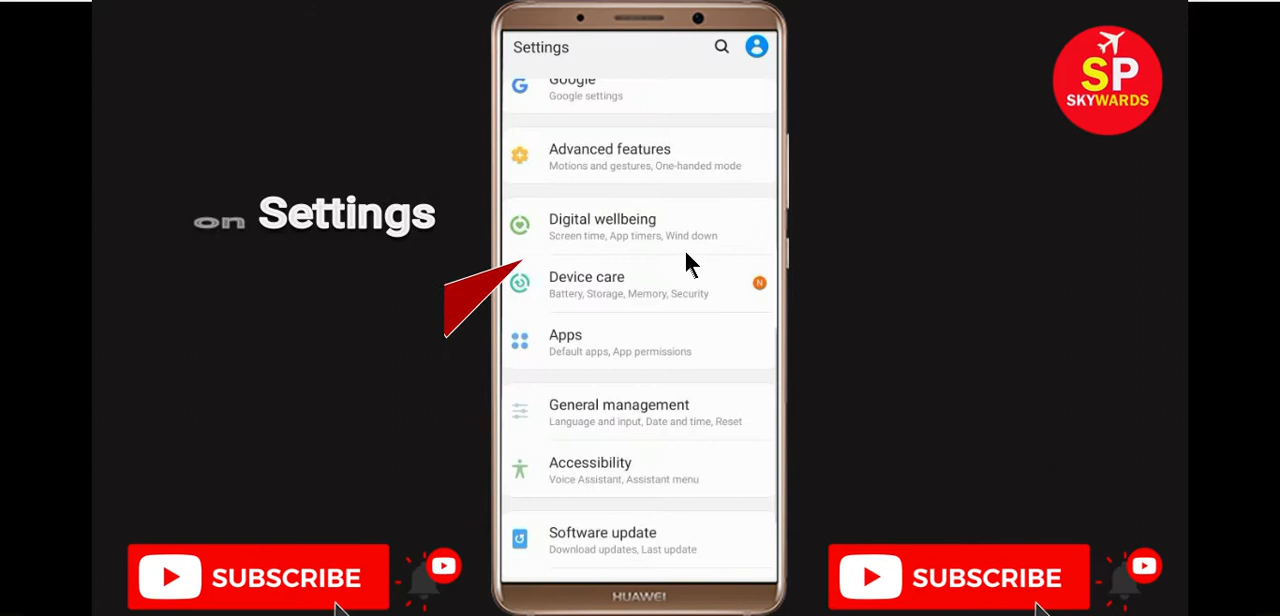 Settings
Google
Google settings
Advanced features
Motions and gestures, One-handed mode
Digital wellbeing
Screen time, App timers, Wind down
Device care
Battery, Storage, Memory, Security
N
Apps
Default apps, App permissions
General management
Language and input, Date and time, Reset
Accessibility
Voice Assistant, Assistant menu
Software update
Download updates, Last update
HUAWEI
on Settings
SP
SKYWARDS
SUBSCRIBE
SUBSCRIBE